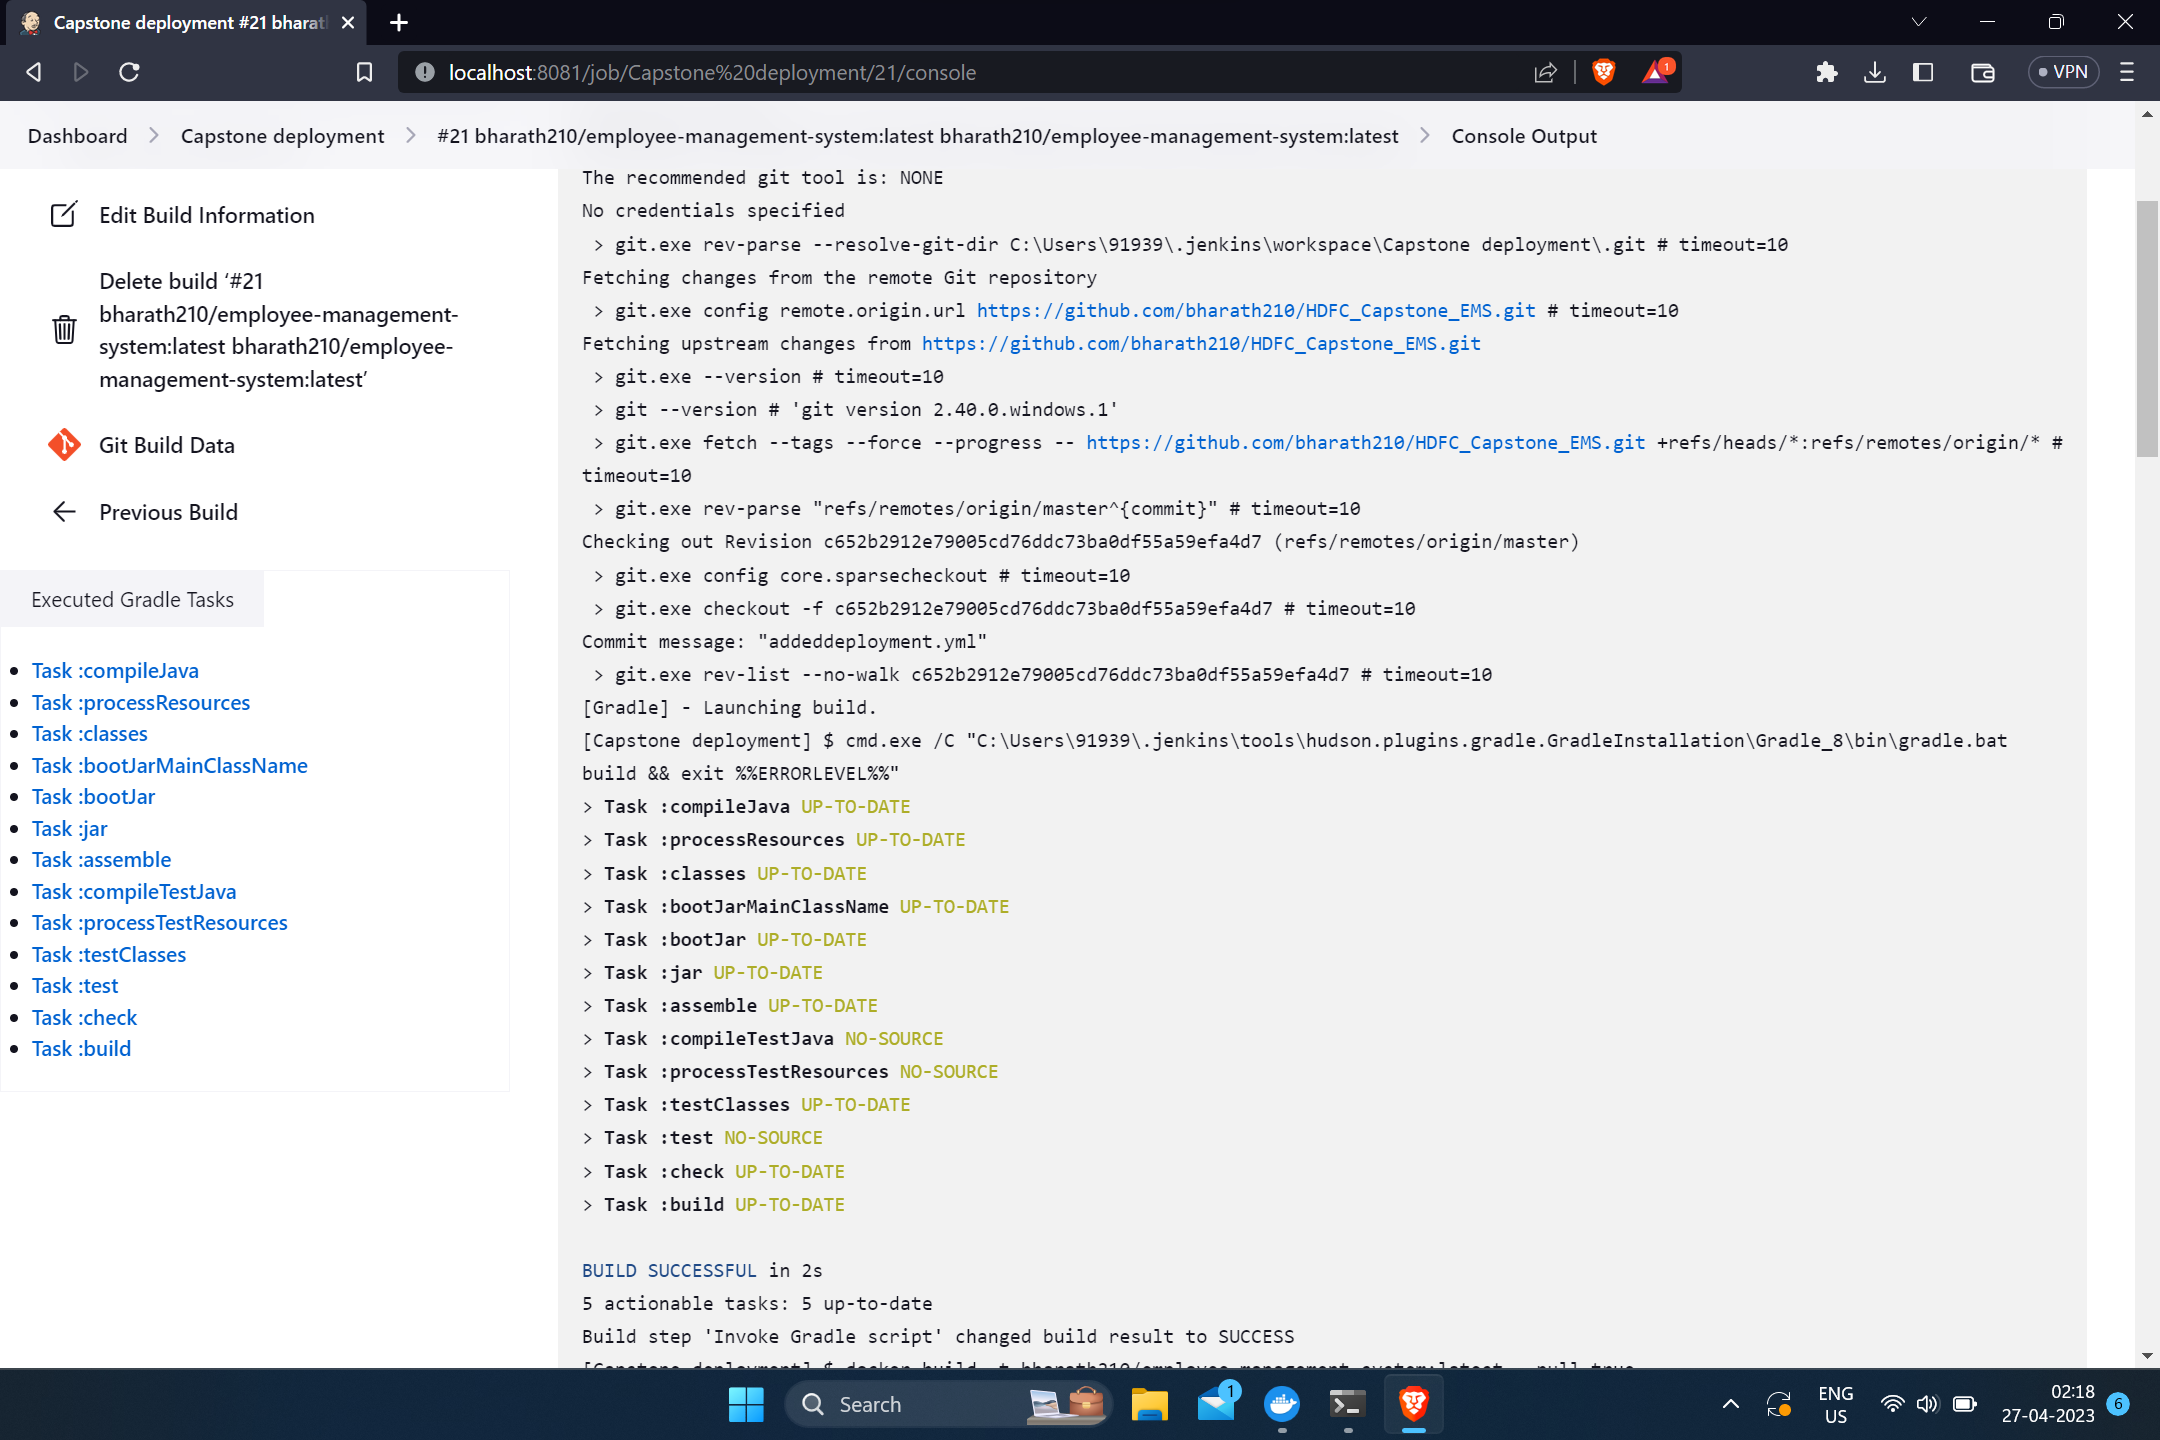 Capstone deployment #21 bharat
localhost:8081/job/Capstone%20deployment/21/console
1
VPN
Dashboard
Capstone deployment
#21 bharath210/employee-management-system:latest bharath210/employee-management-system:latest
Console Output
Edit Build Information
Delete build ‘#21
bharath210/employee-management-
system:latest bharath210/employee-
management-system:latest’
Git Build Data
Previous Build
Executed Gradle Tasks
Task :compileJava
Task :processResources
Task :classes
Task :bootJarMainClassName
Task :bootJar
Task :jar
Task :assemble
Task :compileTestJava
Task :processTestResources
Task :testClasses
Task :test
Task :check
Task :build
The recommended git tool is: NONE
No credentials specified
> git.exe rev-parse --resolve-git-dir C:\Users\91939\.jenkins\workspace\Capstone deployment\.git # timeout=10
Fetching changes from the remote Git repository
> git.exe config remote.origin.url https://github.com/bharath210/HDFC_Capstone_EMS.git # timeout=10
Fetching upstream changes from https://github.com/bharath210/HDFC_Capstone_EMS.git
> git.exe --version # timeout=10
> git --version # 'git version 2.40.0.windows.1'
> git.exe fetch --tags --force --progress -- https://github.com/bharath210/HDFC_Capstone_EMS.git +refs/heads/*:refs/remotes/origin/* #
timeout=10
> git.exe rev-parse "refs/remotes/origin/master^{commit}" # timeout=10
Checking out Revision c652b2912e79005cd76ddc73ba0df55a59efa4d7 (refs/remotes/origin/master)
> git.exe config core.sparsecheckout # timeout=10
> git.exe checkout -f c652b2912e79005cd76ddc73ba0df55a59efa4d7 # timeout=10
Commit message: "addeddeployment.yml"
> git.exe rev-list --no-walk c652b2912e79005cd76ddc73ba0df55a59efa4d7 # timeout=10
[Gradle] - Launching build.
[Capstone deployment] $ cmd.exe /C "C:\Users\91939\.jenkins\tools\hudson.plugins.gradle.GradleInstallation\Gradle_8\bin\gradle.bat
build && exit %%ERRORLEVEL%%"
> Task :compileJava UP-TO-DATE
> Task :processResources UP-TO-DATE
> Task :classes UP-TO-DATE
> Task :bootJarMainClassName UP-TO-DATE
> Task :bootJar UP-TO-DATE
> Task :jar UP-TO-DATE
> Task :assemble UP-TO-DATE
> Task :compileTestJava NO-SOURCE
> Task :processTestResources NO-SOURCE
> Task :testClasses UP-TO-DATE
> Task :test NO-SOURCE
> Task :check UP-TO-DATE
> Task :build UP-TO-DATE
BUILD SUCCESSFUL in 2s
5 actionable tasks: 5 up-to-date
Build step 'Invoke Gradle script' changed build result to SUCCESS
[Capstone deployment] $ docker build -t bharath210/employee-management-system:latest --pull=true
Search
1
ENG
US
02:18
27-04-2023
6